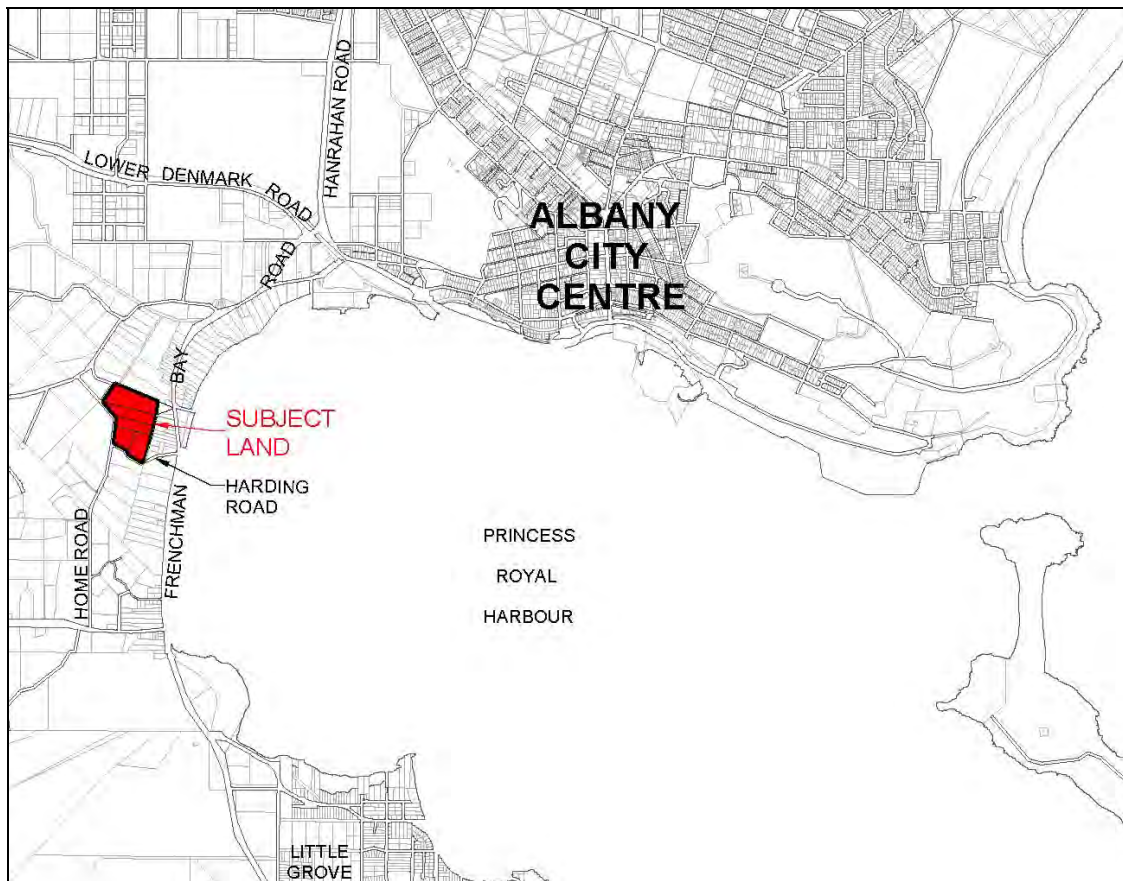 HANRAHAN ROAD
LOWER DENMARK ROAD
ALBANY
CITY
CENTRE
FRENCHMAN BAY ROAD
SUBJECT
LAND
HARDING
ROAD
HOME ROAD
PRINCESS
ROYAL
HARBOUR
LITTLE
GROVE